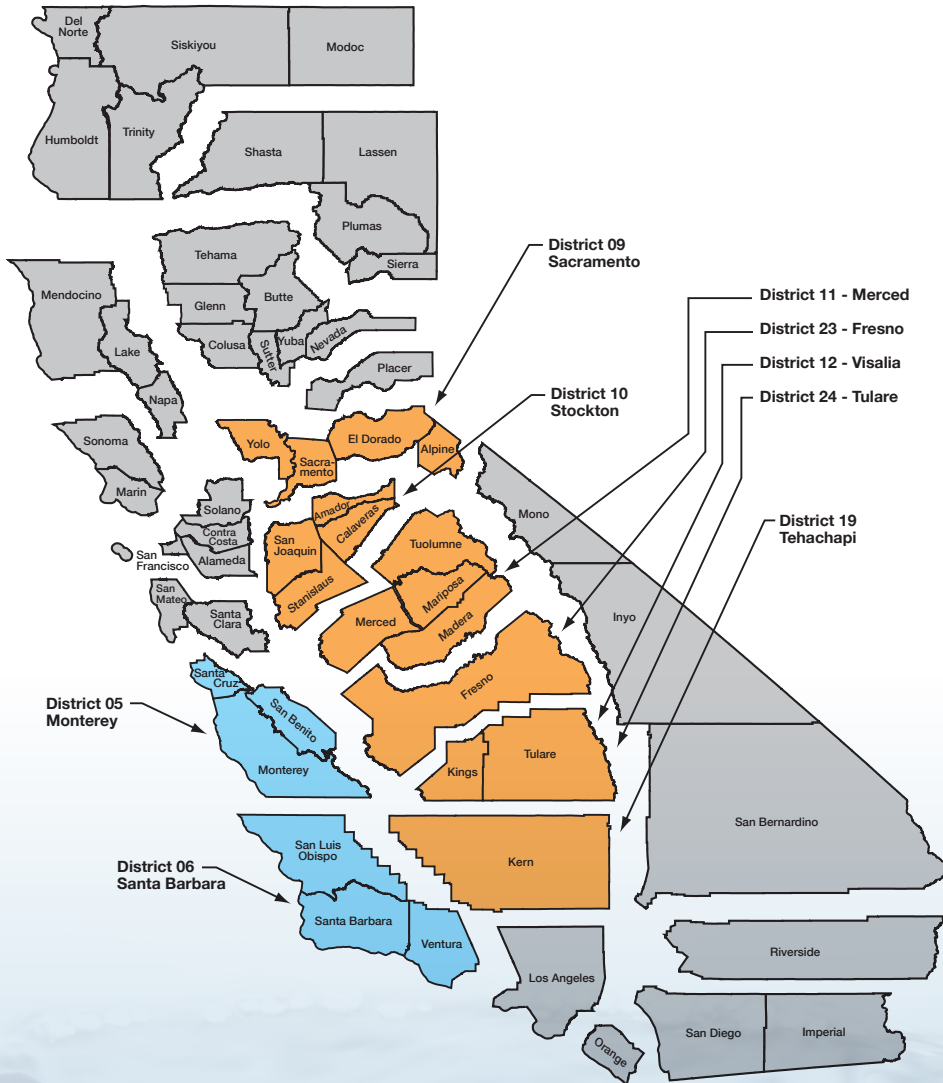 Del
Norte
Siskiyou
Modoc
Humboldt
Trinity
Shasta
Lassen
Plumas
Sierra
Tehama
Mendocino
Glenn
Butte
Colusa
Sutter
Yuba
Nevada
Lake
Placer
Napa
Sonoma
Marin
District 09
Sacramento
District 11 - Merced
District 23 - Fresno
District 12 - Visalia
District 24 - Tulare
District 10
Stockton
Yolo
Sacra-
mento
El Dorado
Alpine
Solano
Contra
Costa
Alameda
San
Francisco
San
Mateo
Santa
Clara
Amador
Calaveras
San
Joaquin
Stanislaus
Tuolumne
Mariposa
Merced
Madera
Mono
District 19
Tehachapi
Inyo
Fresno
Santa
Cruz
San Benito
Monterey
District 05
Monterey
Kings
Tulare
San Bernardino
San Luis
Obispo
Kern
District 06
Santa Barbara
Santa Barbara
Ventura
Los Angeles
Riverside
Orange
San Diego
Imperial